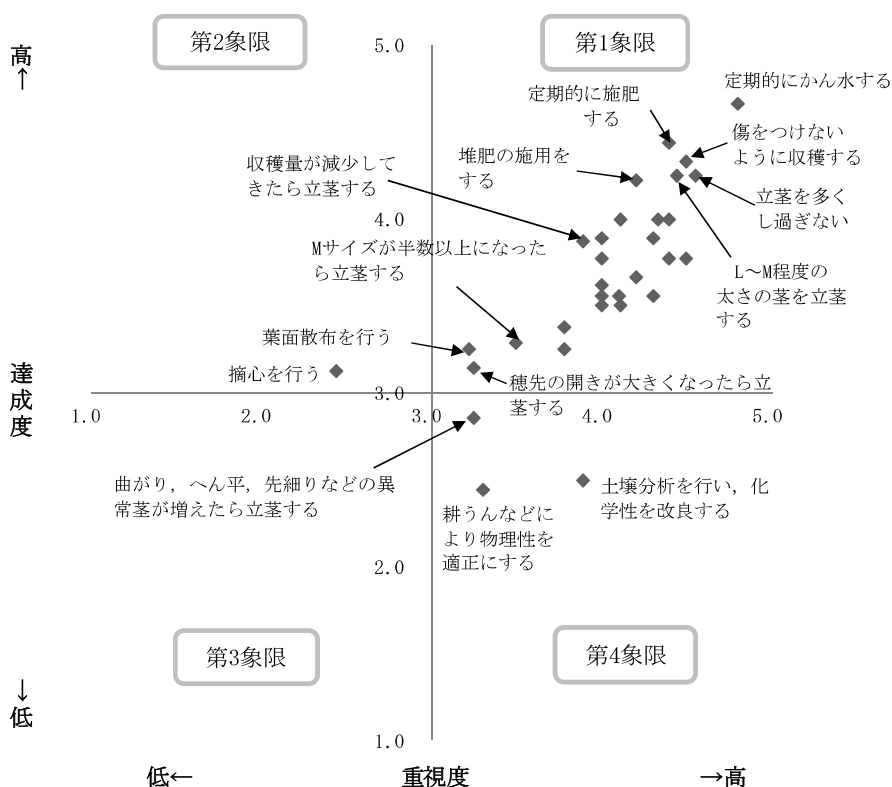 第2象限
第1象限
高
↑
5.0
定期的にかん水する
定期的に施肥
する
傷をつけない
ように収穫する
収穫量が減少して
きたら立茎する
堆肥の施用を
する
立茎を多く
し過ぎない
4.0
Mサイズが半数以上になった
ら立茎する
L～M程度の
太さの茎を立茎
する
葉面散布を行う
摘心を行う
達
成
度
3.0
穂先の開きが大きくなったら立
茎する
1.0
2.0
3.0
4.0
5.0
曲がり，へん平，先細りなどの異
常茎が増えたら立茎する
土壌分析を行い，化
学性を改良する
耕うんなどに
より物理性を
適正にする
2.0
第3象限
第4象限
↓
低
1.0
低←
重視度
→高